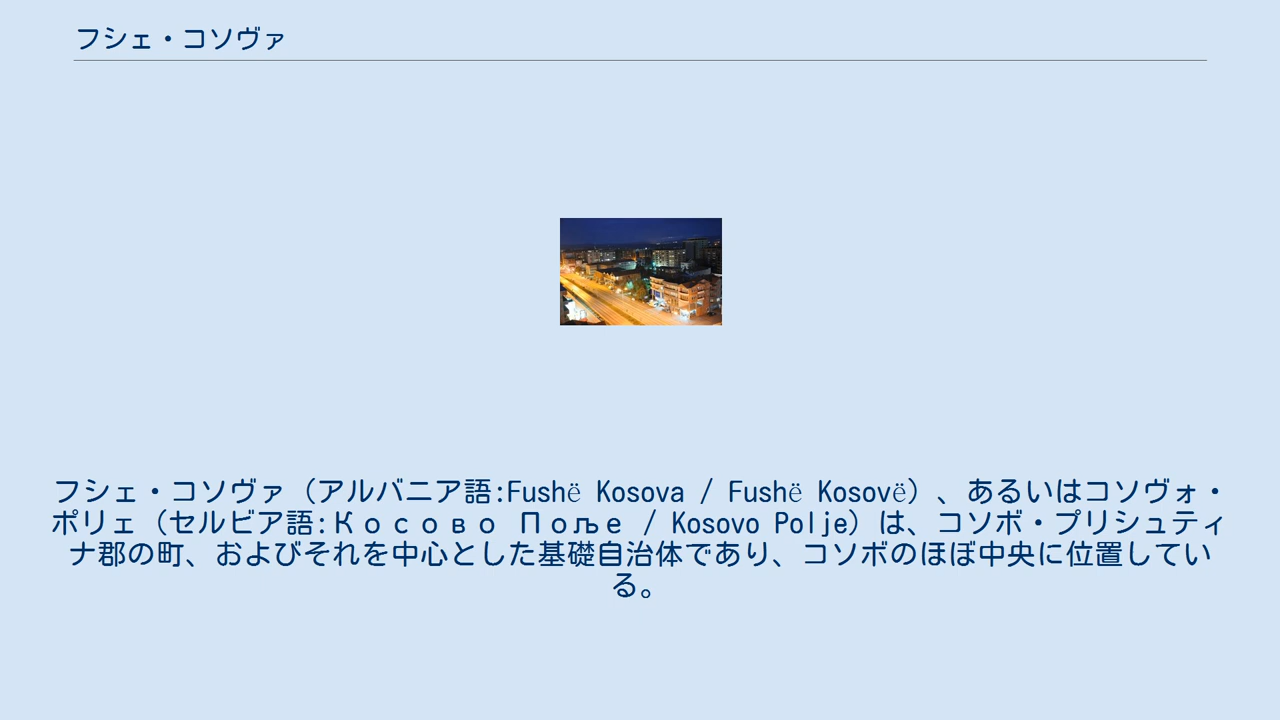 フシェ・コソヴァ
フシェ・コソヴァ（アルバニア語:Fushë Kosova / Fushë Kosovë）、あるいはコソヴォ・
ポリェ（セルビア語:Косово Поље / Kosovo Polje）は、コソボ・プリシュティ
ナ郡の町、およびそれを中心とした基礎自治体であり、コソボのほぼ中央に位置してい
る。